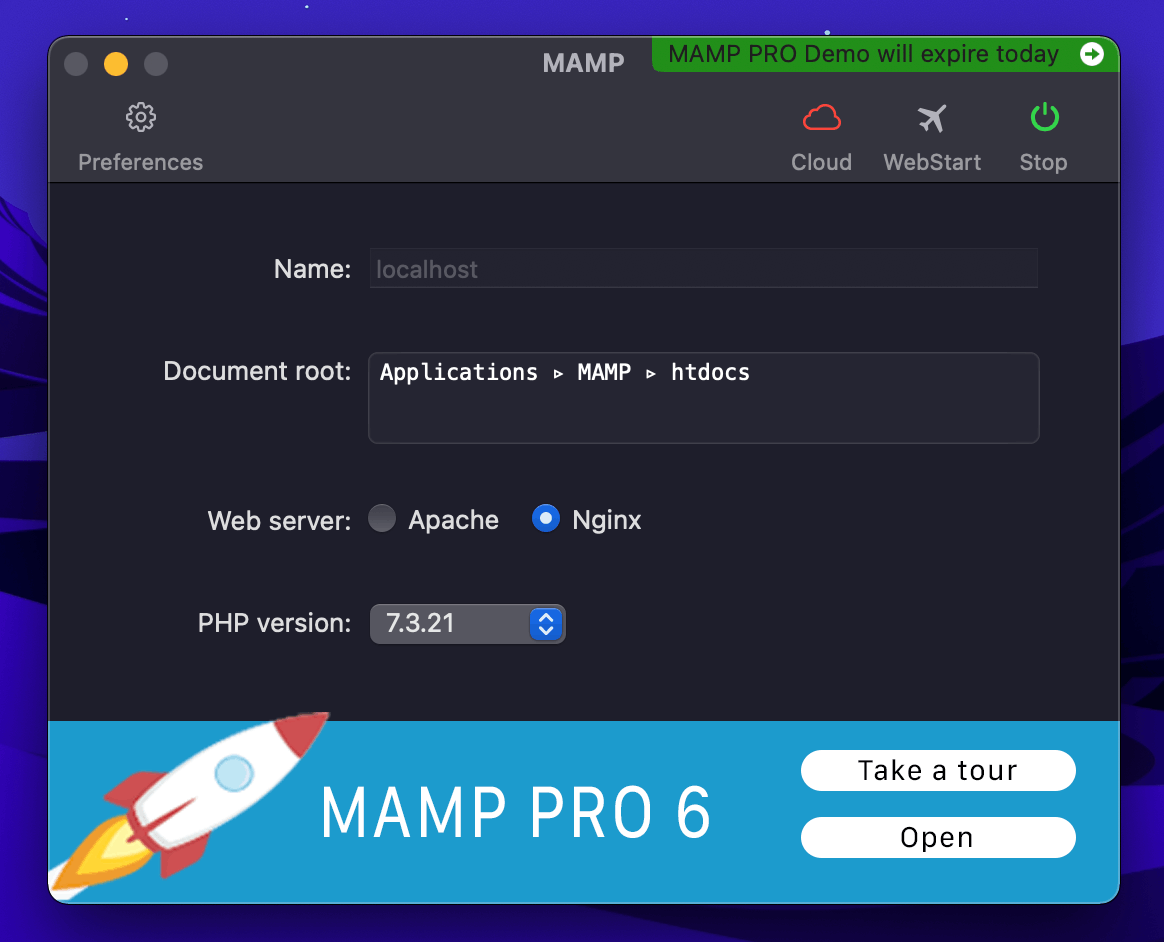 MAMP
MAMP PRO Demo will expire today
Preferences
Cloud
WebStart
Stop
Name: localhost
Document root: Applications ▹ MAMP ▹ htdocs
Web server: Apache Nginx
PHP version: 7.3.21
MAMP PRO 6
Take a tour
Open